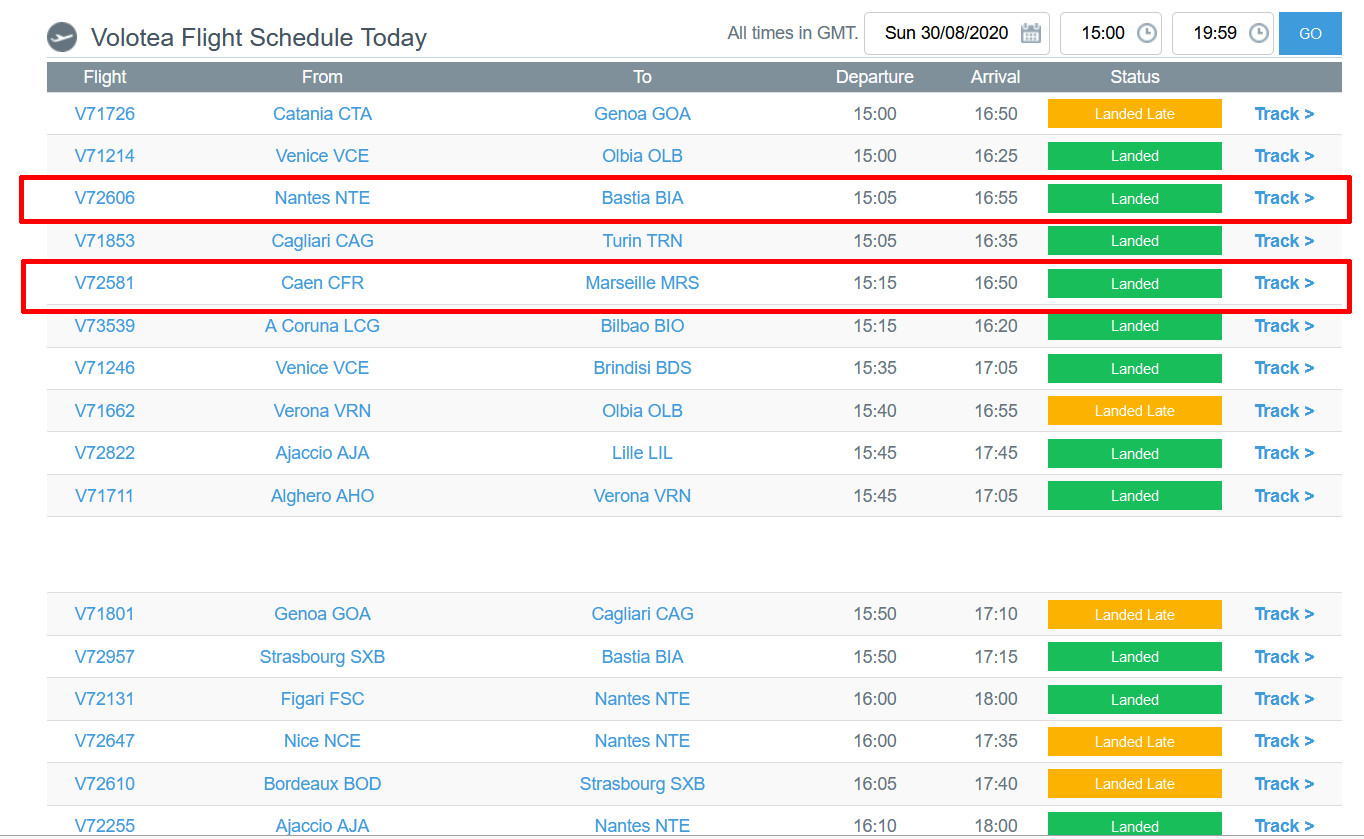 Volotea Flight Schedule Today All times in GMT. Sun 30/08/2020 15:00 19:59 GO
Flight From To Departure Arrival Status
V71726 Catania CTA Genoa GOA 15:00 16:50 Landed Late Track >
V71214 Venice VCE Olbia OLB 15:00 16:25 Landed Track >
V72606 Nantes NTE Bastia BIA 15:05 16:55 Landed Track >
V71853 Cagliari CAG Turin TRN 15:05 16:35 Landed Track >
V72581 Caen CFR Marseille MRS 15:15 16:50 Landed Track >
V73539 A Coruna LCG Bilbao BIO 15:15 16:20 Landed Track >
V71246 Venice VCE Brindisi BDS 15:35 17:05 Landed Track >
V71662 Verona VRN Olbia OLB 15:40 16:55 Landed Late Track >
V72822 Ajaccio AJA Lille LIL 15:45 17:45 Landed Track >
V71711 Alghero AHO Verona VRN 15:45 17:05 Landed Track >
V71801 Genoa GOA Cagliari CAG 15:50 17:10 Landed Late Track >
V72957 Strasbourg SXB Bastia BIA 15:50 17:15 Landed Track >
V72131 Figari FSC Nantes NTE 16:00 18:00 Landed Track >
V72647 Nice NCE Nantes NTE 16:00 17:35 Landed Late Track >
V72610 Bordeaux BOD Strasbourg SXB 16:05 17:40 Landed Late Track >
V72255 Ajaccio AJA Nantes NTE 16:10 18:00 Landed Track >